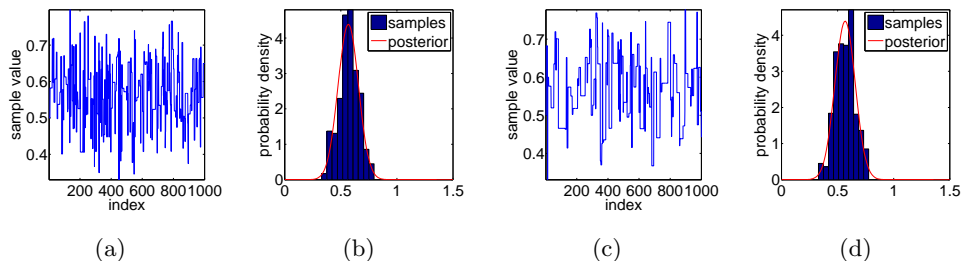 sample value
0.7
0.6
0.5
0.4
200 400 600 800 1000
index
(a)
probability density
4
3
2
1
0
0 0.5 1 1.5
samples
posterior
(b)
sample value
0.7
0.6
0.5
0.4
200 400 600 800 1000
index
(c)
probability density
4
3
2
1
0
0 0.5 1 1.5
samples
posterior
(d)